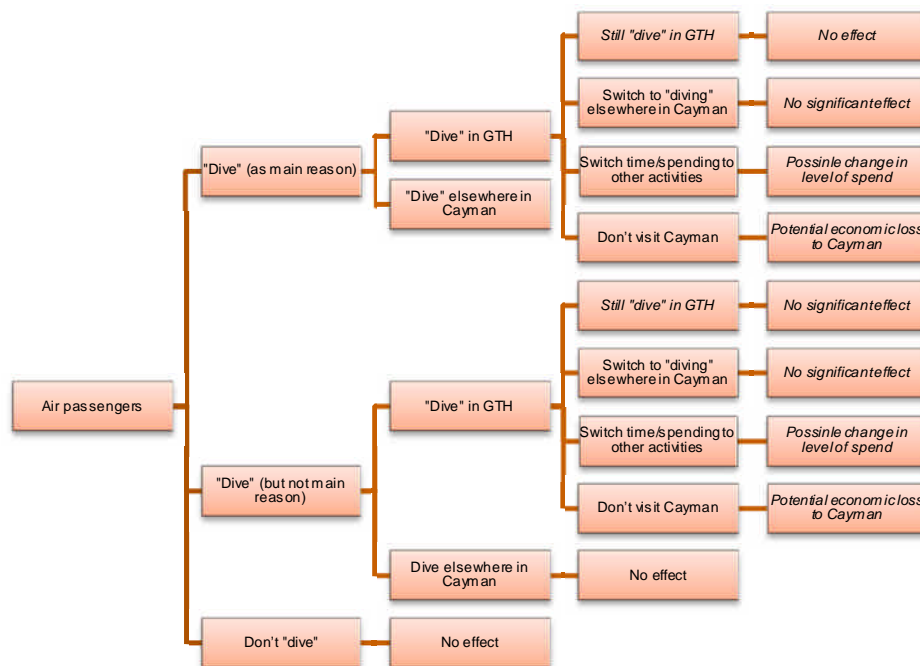 Air passengers
"Dive" (as main reason)
"Dive" in GTH
Still "dive" in GTH
No effect
Switch to "diving"
elsewhere in Cayman
No significant effect
Switch time/spending to
other activities
Possinle change in
level of spend
Don't visit Cayman
Potential economic loss
to Cayman
"Dive" elsewhere in
Cayman
"Dive" (but not main
reason)
"Dive" in GTH
Still "dive" in GTH
No significant effect
Switch to "diving"
elsewhere in Cayman
No significant effect
Switch time/spending to
other activities
Possinle change in
level of spend
Don't visit Cayman
Potential economic loss
to Cayman
Dive elsewhere in
Cayman
No effect
Don't "dive"
No effect